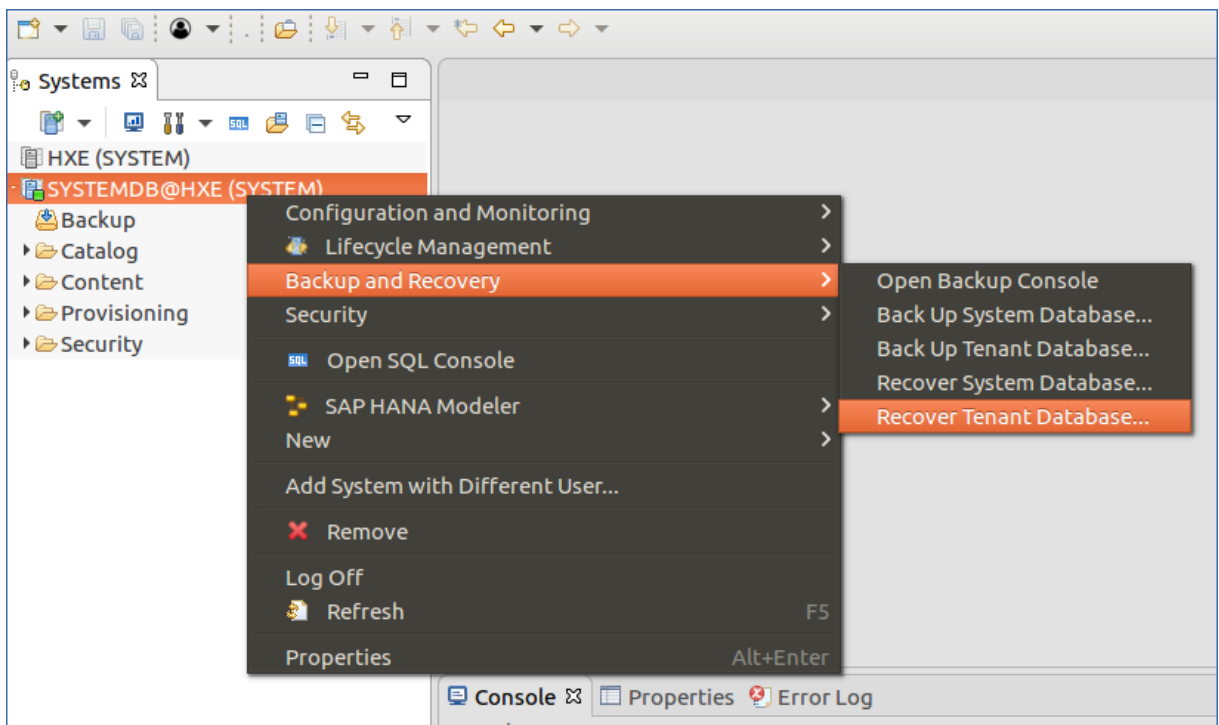 Systems
HXE (SYSTEM)
SYSTEMDB@HXE (SYSTEM)
Backup
Catalog
Content
Provisioning
Security
Configuration and Monitoring
Lifecycle Management
Backup and Recovery
Security
SQL Open SQL Console
SAP HANA Modeler
New
Add System with Different User...
Remove
Log Off
Refresh F5
Properties Alt+Enter
Open Backup Console
Back Up System Database...
Back Up Tenant Database...
Recover System Database...
Recover Tenant Database...
Console Properties Error Log